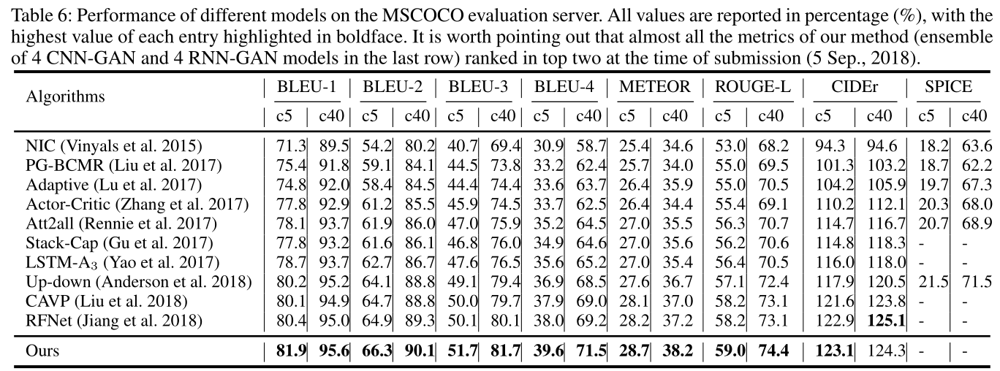 Table 6: Performance of different models on the MSCOCO evaluation server. All values are reported in percentage (%), with the
highest value of each entry highlighted in boldface. It is worth pointing out that almost all the metrics of our method (ensemble
of 4 CNN-GAN and 4 RNN-GAN models in the last row) ranked in top two at the time of submission (5 Sep., 2018).
Algorithms BLEU-1 BLEU-2 BLEU-3 BLEU-4 METEOR ROUGE-L CIDEr SPICE
c5 c40 c5 c40 c5 c40 c5 c40 c5 c40 c5 c40 c5 c40 c5 c40
NIC (Vinyals et al. 2015) 71.3 89.5 54.2 80.2 40.7 69.4 30.9 58.7 25.4 34.6 53.0 68.2 94.3 94.6 18.2 63.6
PG-BCMR (Liu et al. 2017) 75.4 91.8 59.1 84.1 44.5 73.8 33.2 62.4 25.7 34.0 55.0 69.5 101.3 103.2 18.7 62.2
Adaptive (Lu et al. 2017) 74.8 92.0 58.4 84.5 44.4 74.4 33.6 63.7 26.4 35.9 55.0 70.5 104.2 105.9 19.7 67.3
Actor-Critic (Zhang et al. 2017) 77.8 92.9 61.2 85.5 45.9 74.5 33.7 62.5 26.4 34.4 55.4 69.1 110.2 112.1 20.3 68.0
Att2all (Rennie et al. 2017) 78.1 93.7 61.9 86.0 47.0 75.9 35.2 64.5 27.0 35.5 56.3 70.7 114.7 116.7 20.7 68.9
Stack-Cap (Gu et al. 2017) 77.8 93.2 61.6 86.1 46.8 76.0 34.9 64.6 27.0 35.6 56.2 70.6 114.8 118.3 - -
LSTM-A₃ (Yao et al. 2017) 78.7 93.7 62.7 86.7 47.6 76.5 35.6 65.2 27.0 35.4 56.4 70.5 116.0 118.0 - -
Up-down (Anderson et al. 2018) 80.2 95.2 64.1 88.8 49.1 79.4 36.9 68.5 27.6 36.7 57.1 72.4 117.9 120.5 21.5 71.5
CAVP (Liu et al. 2018) 80.1 94.9 64.7 88.8 50.0 79.7 37.9 69.0 28.1 37.0 58.2 73.1 121.6 123.8 - -
RFNet (Jiang et al. 2018) 80.4 95.0 64.9 89.3 50.1 80.1 38.0 69.2 28.2 37.2 58.2 73.1 122.9 125.1 - -
Ours 81.9 95.6 66.3 90.1 51.7 81.7 39.6 71.5 28.7 38.2 59.0 74.4 123.1 124.3 - -